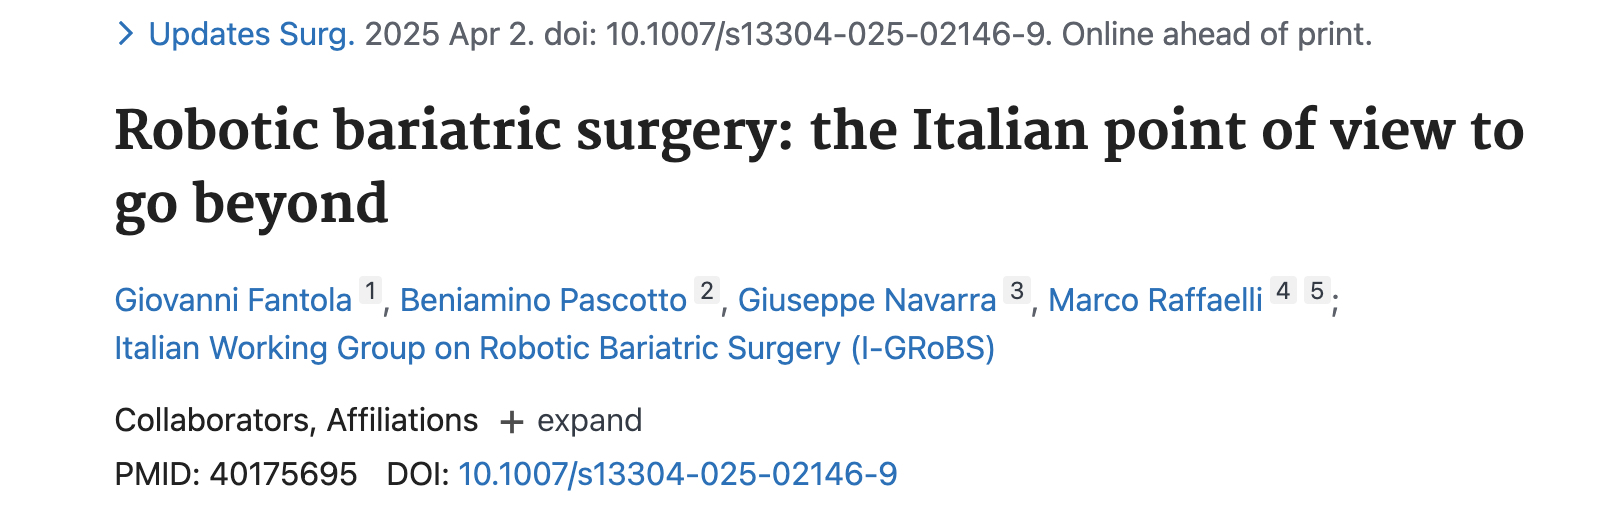 > Updates Surg. 2025 Apr 2. doi: 10.1007/s13304-025-02146-9. Online ahead of print.
Robotic bariatric surgery: the Italian point of view to
go beyond
Giovanni Fantola 1, Beniamino Pascotto 2, Giuseppe Navarra 3, Marco Raffaelli 4 5;
Italian Working Group on Robotic Bariatric Surgery (I-GRoBS)
Collaborators, Affiliations + expand
PMID: 40175695 DOI: 10.1007/s13304-025-02146-9